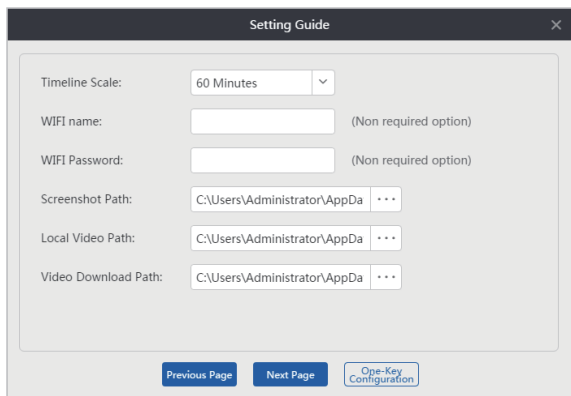 Setting Guide
Timeline Scale: 60 Minutes
WIFI name: (Non required option)
WIFI Password: (Non required option)
Screenshot Path: C:\Users\Administrator\AppDa ...
Local Video Path: C:\Users\Administrator\AppDa ...
Video Download Path: C:\Users\Administrator\AppDa ...
Previous Page Next Page One-Key
Configuration